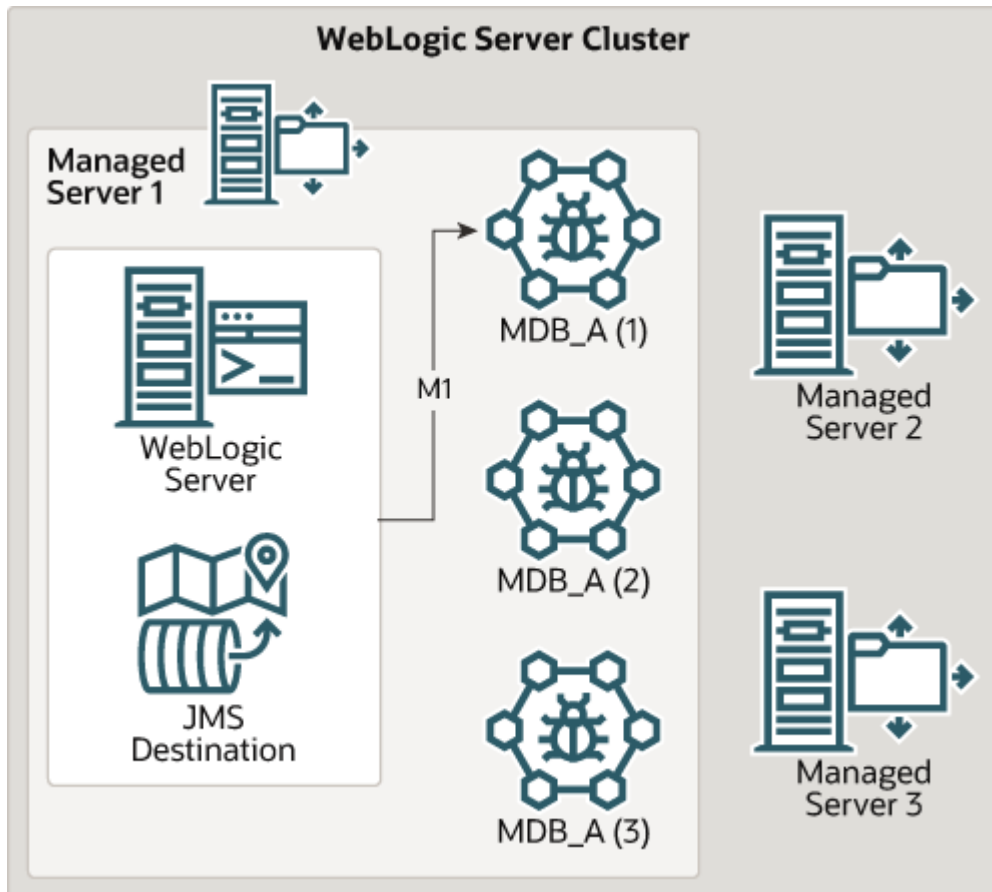 WebLogic Server Cluster
Managed
Server 1
WebLogic
Server
JMS
Destination
M1
MDB_A (1)
MDB_A (2)
MDB_A (3)
Managed
Server 2
Managed
Server 3